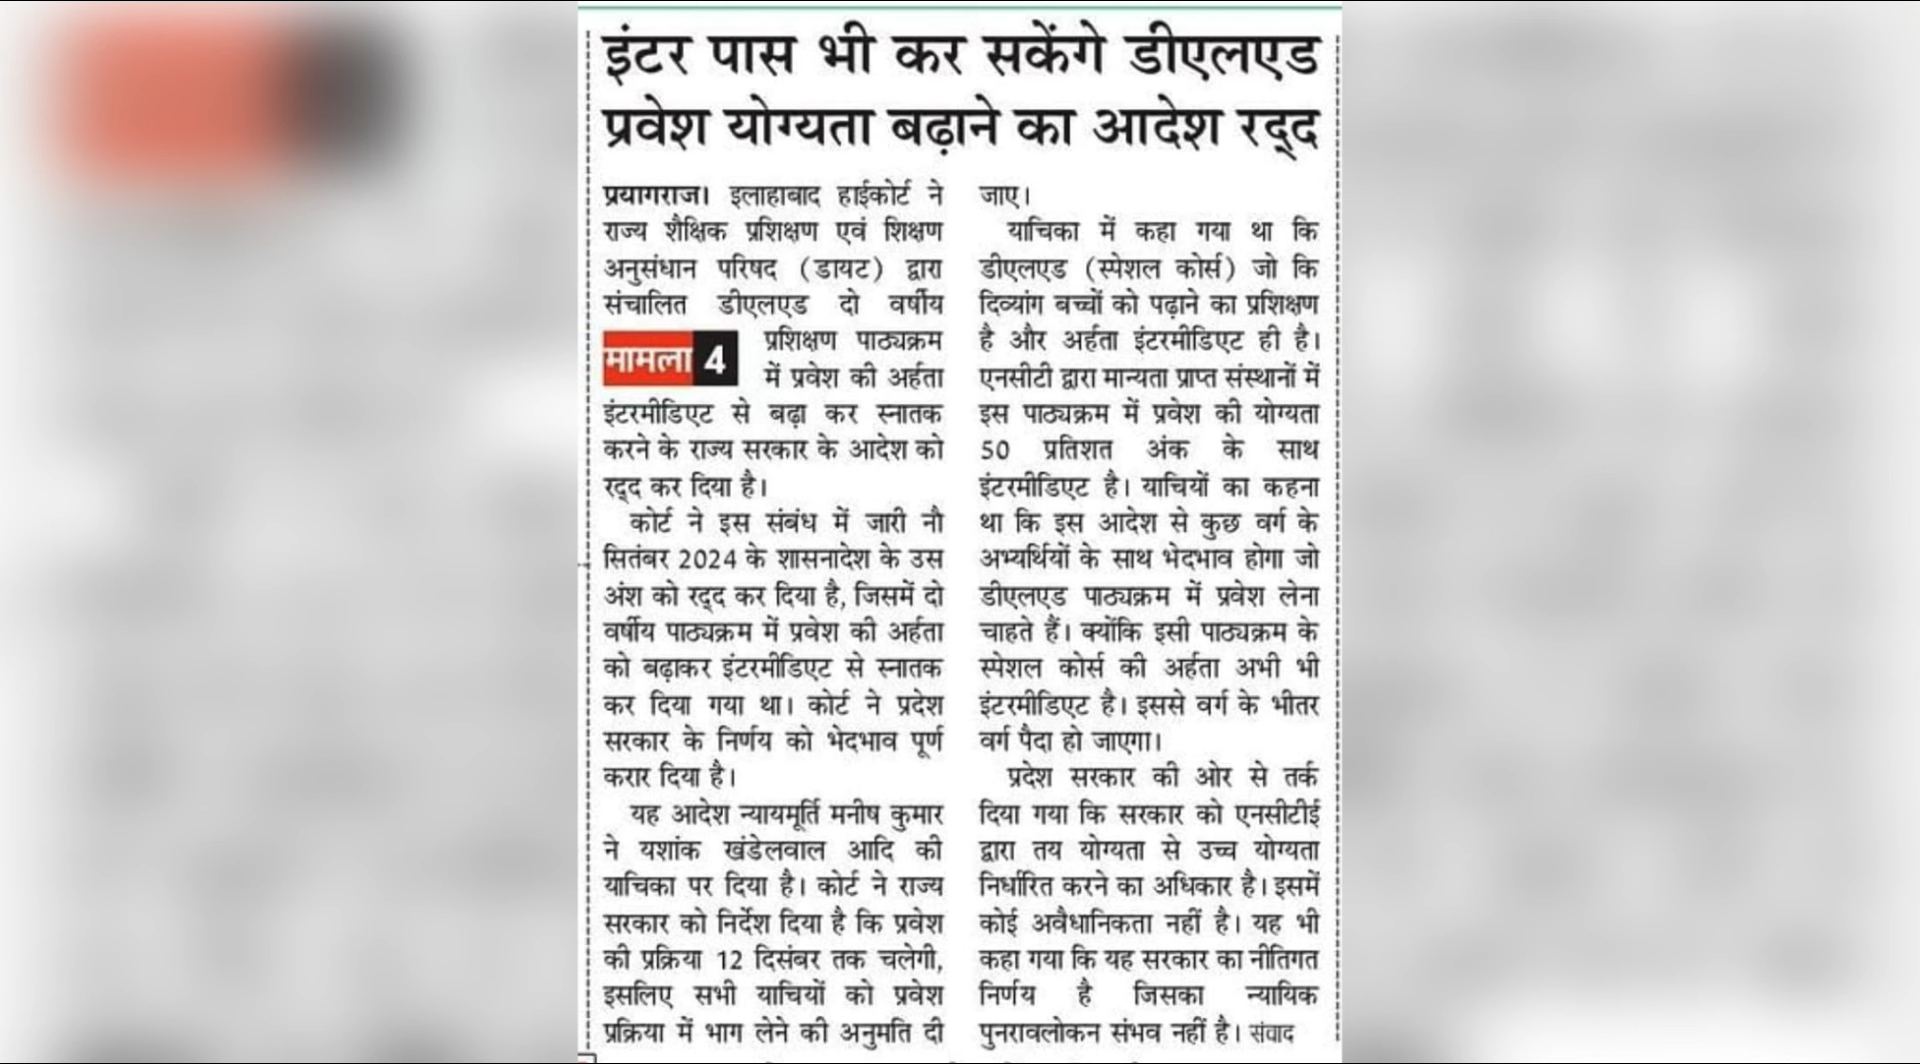 इंटर पास भी कर सकेंगे डीएलएड
प्रवेश योग्यता बढ़ाने का आदेश रद्द
प्रयागराज। इलाहाबाद हाईकोर्ट ने
राज्य शैक्षिक प्रशिक्षण एवं शिक्षण
अनुसंधान परिषद (डायट) द्वारा
संचालित डीएलएड दो वर्षीय
मामला 4
प्रशिक्षण पाठ्यक्रम
में प्रवेश की अर्हता
इंटरमीडिएट से बढ़ा कर स्नातक
करने के राज्य सरकार के आदेश को
रद्द कर दिया है।
कोर्ट ने इस संबंध में जारी नौ
सितंबर 2024 के शासनादेश के उस
अंश को रद्द कर दिया है, जिसमें दो
वर्षीय पाठ्यक्रम में प्रवेश की अर्हता
को बढ़ाकर इंटरमीडिएट से स्नातक
कर दिया गया था। कोर्ट ने प्रदेश
सरकार के निर्णय को भेदभाव पूर्ण
करार दिया है।
यह आदेश न्यायमूर्ति मनीष कुमार
ने यशांक खंडेलवाल आदि की
याचिका पर दिया है। कोर्ट ने राज्य
सरकार को निर्देश दिया है कि प्रवेश
की प्रक्रिया 12 दिसंबर तक चलेगी,
इसलिए सभी याचियों को प्रवेश
प्रक्रिया में भाग लेने की अनुमति दी
जाए।
याचिका में कहा गया था कि
डीएलएड (स्पेशल कोर्स) जो कि
दिव्यांग बच्चों को पढ़ाने का प्रशिक्षण
है और अर्हता इंटरमीडिएट ही है।
एनसीटी द्वारा मान्यता प्राप्त संस्थानों में
इस पाठ्यक्रम में प्रवेश की योग्यता
50 प्रतिशत अंक के साथ
इंटरमीडिएट है। याचियों का कहना
था कि इस आदेश से कुछ वर्ग के
अभ्यर्थियों के साथ भेदभाव होगा जो
डीएलएड पाठ्यक्रम में प्रवेश लेना
चाहते हैं। क्योंकि इसी पाठ्यक्रम के
स्पेशल कोर्स की अर्हता अभी भी
इंटरमीडिएट है। इससे वर्ग के भीतर
वर्ग पैदा हो जाएगा।
प्रदेश सरकार की ओर से तर्क
दिया गया कि सरकार को एनसीटीई
द्वारा तय योग्यता से उच्च योग्यता
निर्धारित करने का अधिकार है। इसमें
कोई अवैधानिकता नहीं है। यह भी
कहा गया कि यह सरकार का नीतिगत
निर्णय है जिसका न्यायिक
पुनरावलोकन संभव नहीं है। संवाद